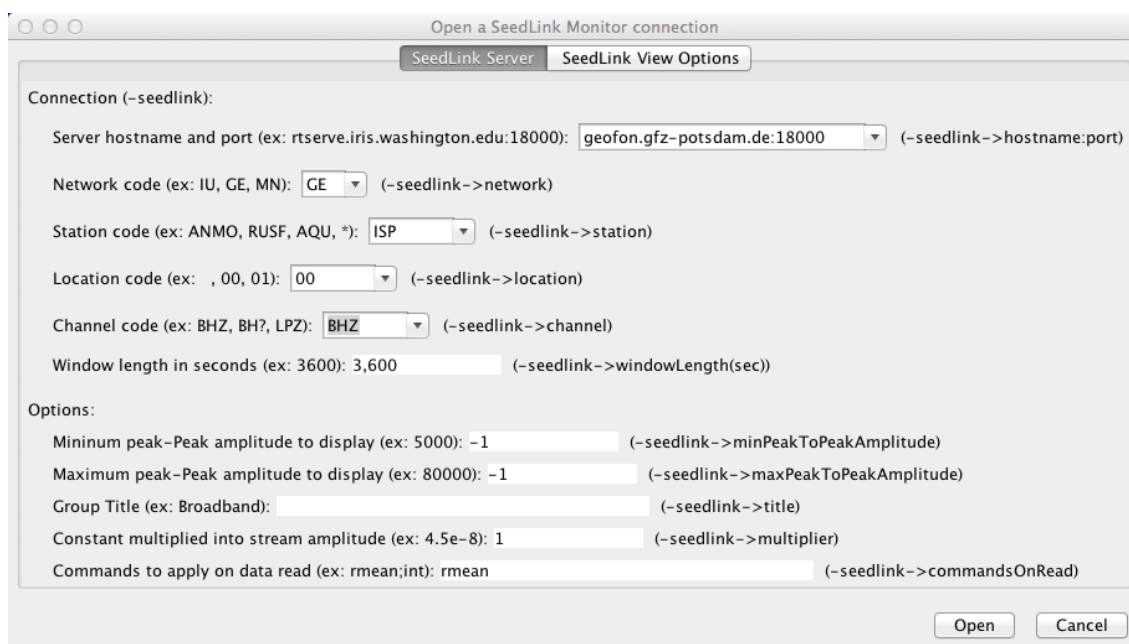 Open a SeedLink Monitor connection
SeedLink Server SeedLink View Options
Connection (-seedlink):
Server hostname and port (ex: rtserve.iris.washington.edu:18000): geofon.gfz-potsdam.de:18000 (-seedlink->hostname:port)
Network code (ex: IU, GE, MN): GE (-seedlink->network)
Station code (ex: ANMO, RUSF, AQU, *): ISP (-seedlink->station)
Location code (ex:   , 00, 01): 00 (-seedlink->location)
Channel code (ex: BHZ, BH?, LPZ): BHZ (-seedlink->channel)
Window length in seconds (ex: 3600): 3,600 (-seedlink->windowLength(sec))
Options:
Mininum peak-Peak amplitude to display (ex: 5000): -1 (-seedlink->minPeakToPeakAmplitude)
Maximum peak-Peak amplitude to display (ex: 80000): -1 (-seedlink->maxPeakToPeakAmplitude)
Group Title (ex: Broadband): (-seedlink->title)
Constant multiplied into stream amplitude (ex: 4.5e-8): 1 (-seedlink->multiplier)
Commands to apply on data read (ex: rmean;int): rmean (-seedlink->commandsOnRead)
Open Cancel